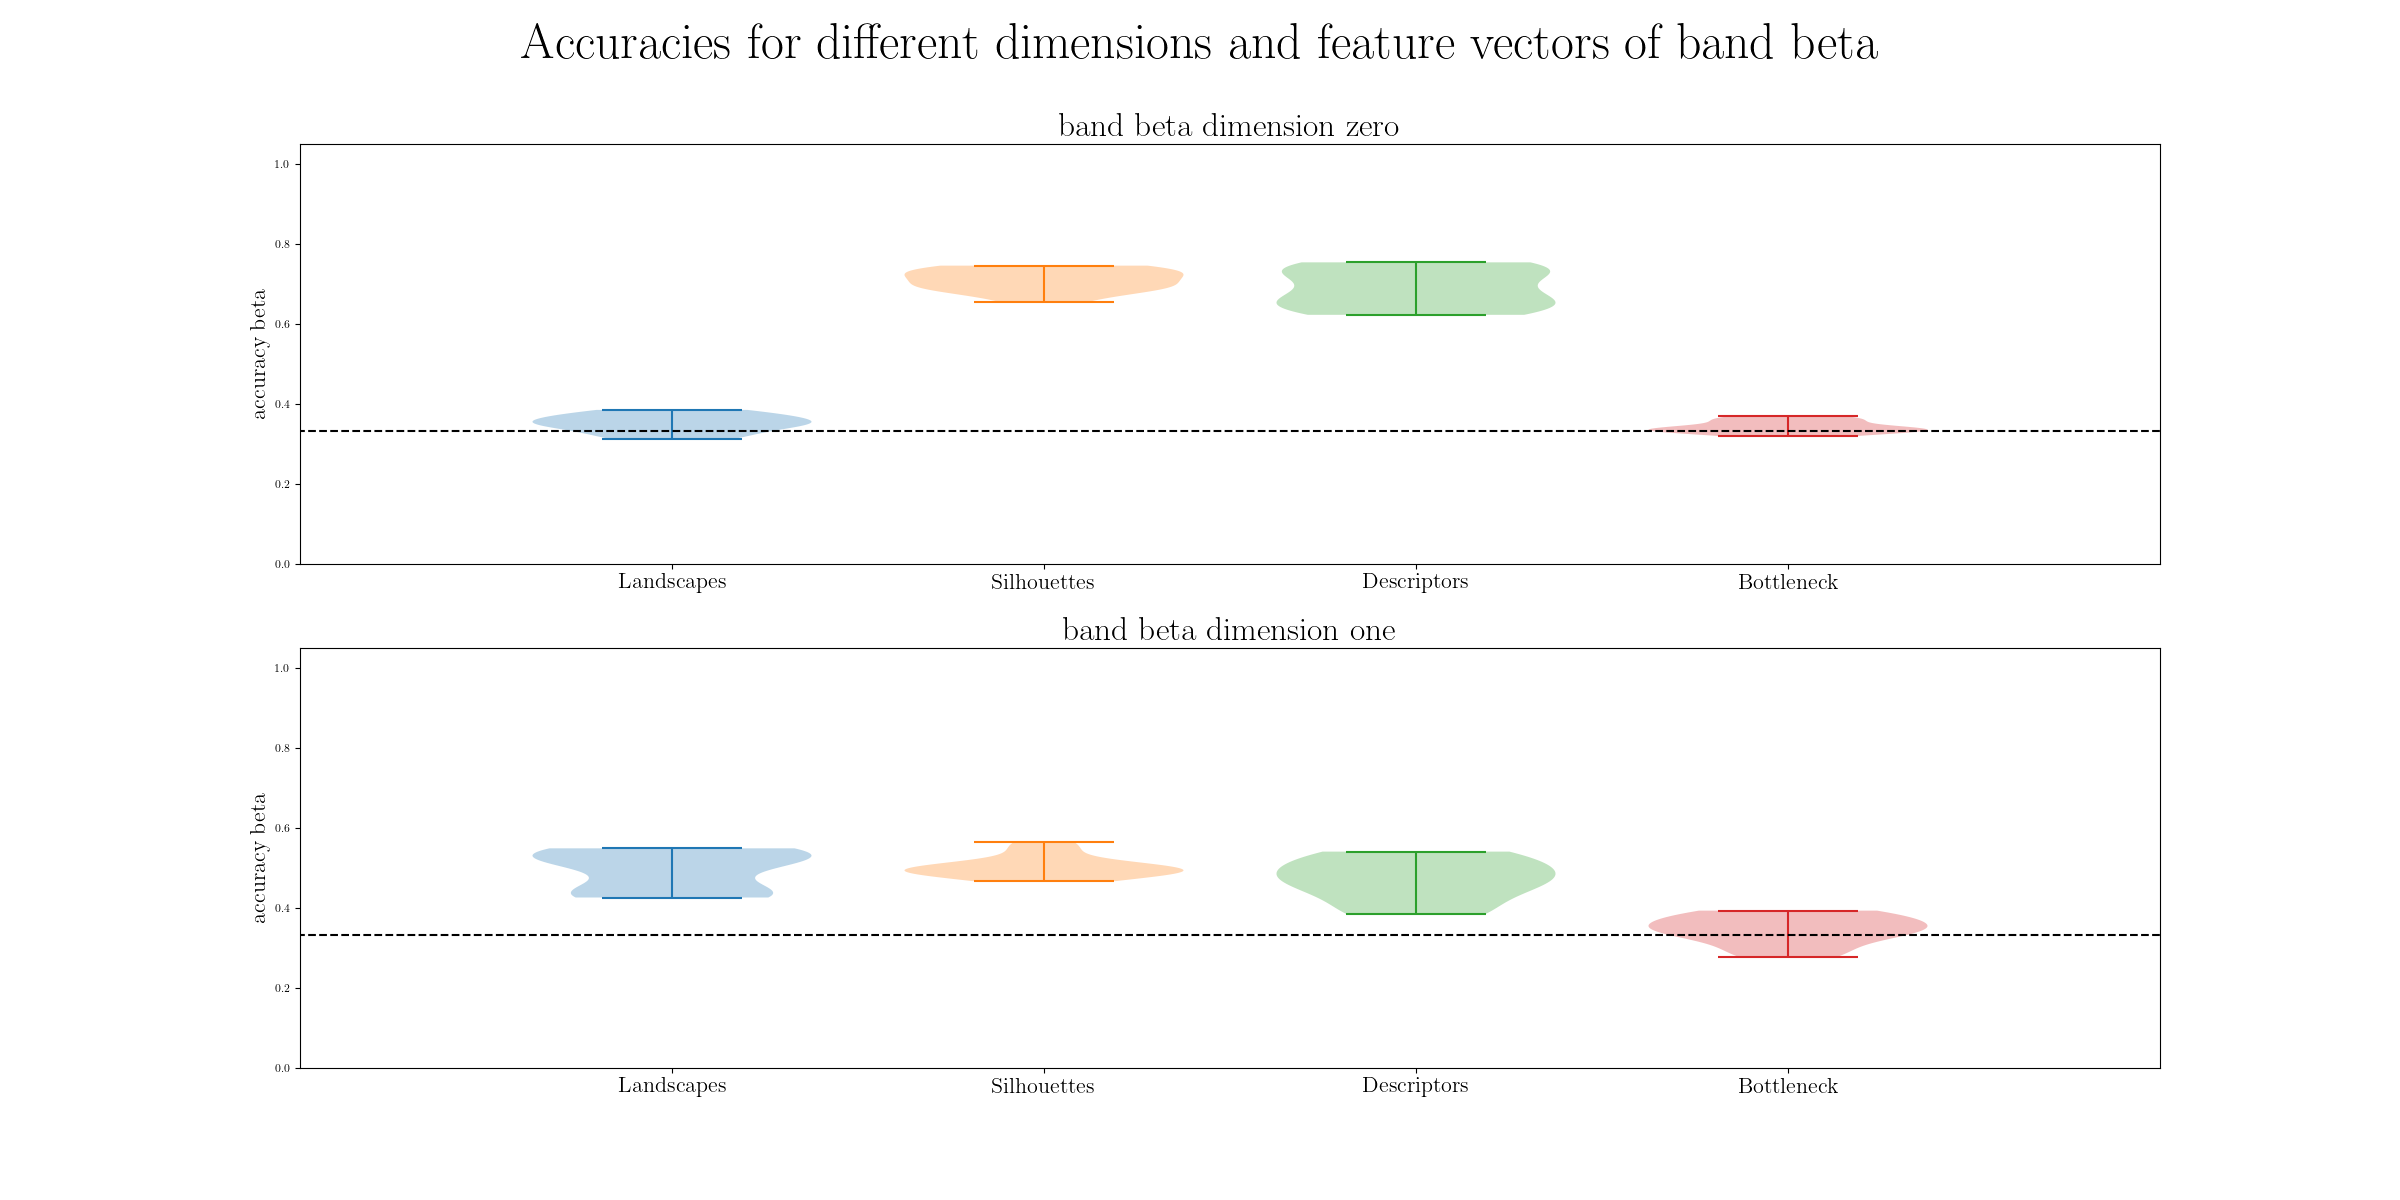 Accuracies for different dimensions and feature vectors of band beta
band beta dimension zero
1.0
0.8
0.6
0.4
0.2
0.0
accuracy beta
Landscapes Silhouettes Descriptors Bottleneck
band beta dimension one
1.0
0.8
0.6
0.4
0.2
0.0
accuracy beta
Landscapes Silhouettes Descriptors Bottleneck